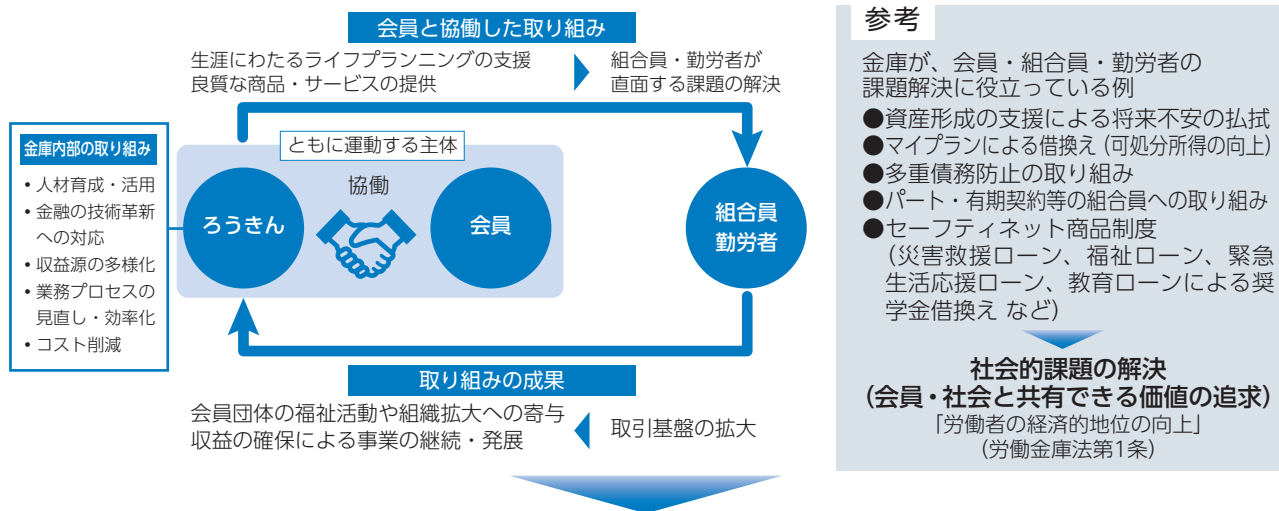 会員と協働した取り組み
生涯にわたるライフプランニングの支援
良質な商品・サービスの提供
組合員・勤労者が
直面する課題の解決
金庫内部の取り組み
•人材育成・活用
•金融の技術革新
への対応
•収益源の多様化
•業務プロセスの
見直し・効率化
•コスト削減
ともに運動する主体
協働
ろうきん
会員
組合員
勤労者
取り組みの成果
会員団体の福祉活動や組織拡大への寄与
収益の確保による事業の継続・発展
取引基盤の拡大
参考
金庫が、会員・組合員・勤労者の
課題解決に役立っている例
●資産形成の支援による将来不安の払拭
●マイプランによる借換え(可処分所得の向上)
●多重債務防止の取り組み
●パート・有期契約等の組合員への取り組み
●セーフティネット商品制度
(災害救援ローン、福祉ローン、緊急
生活応援ローン、教育ローンによる奨
学金借換え など)
社会的課題の解決
(会員・社会と共有できる価値の追求)
「労働者の経済的地位の向上」
(労働金庫法第1条)